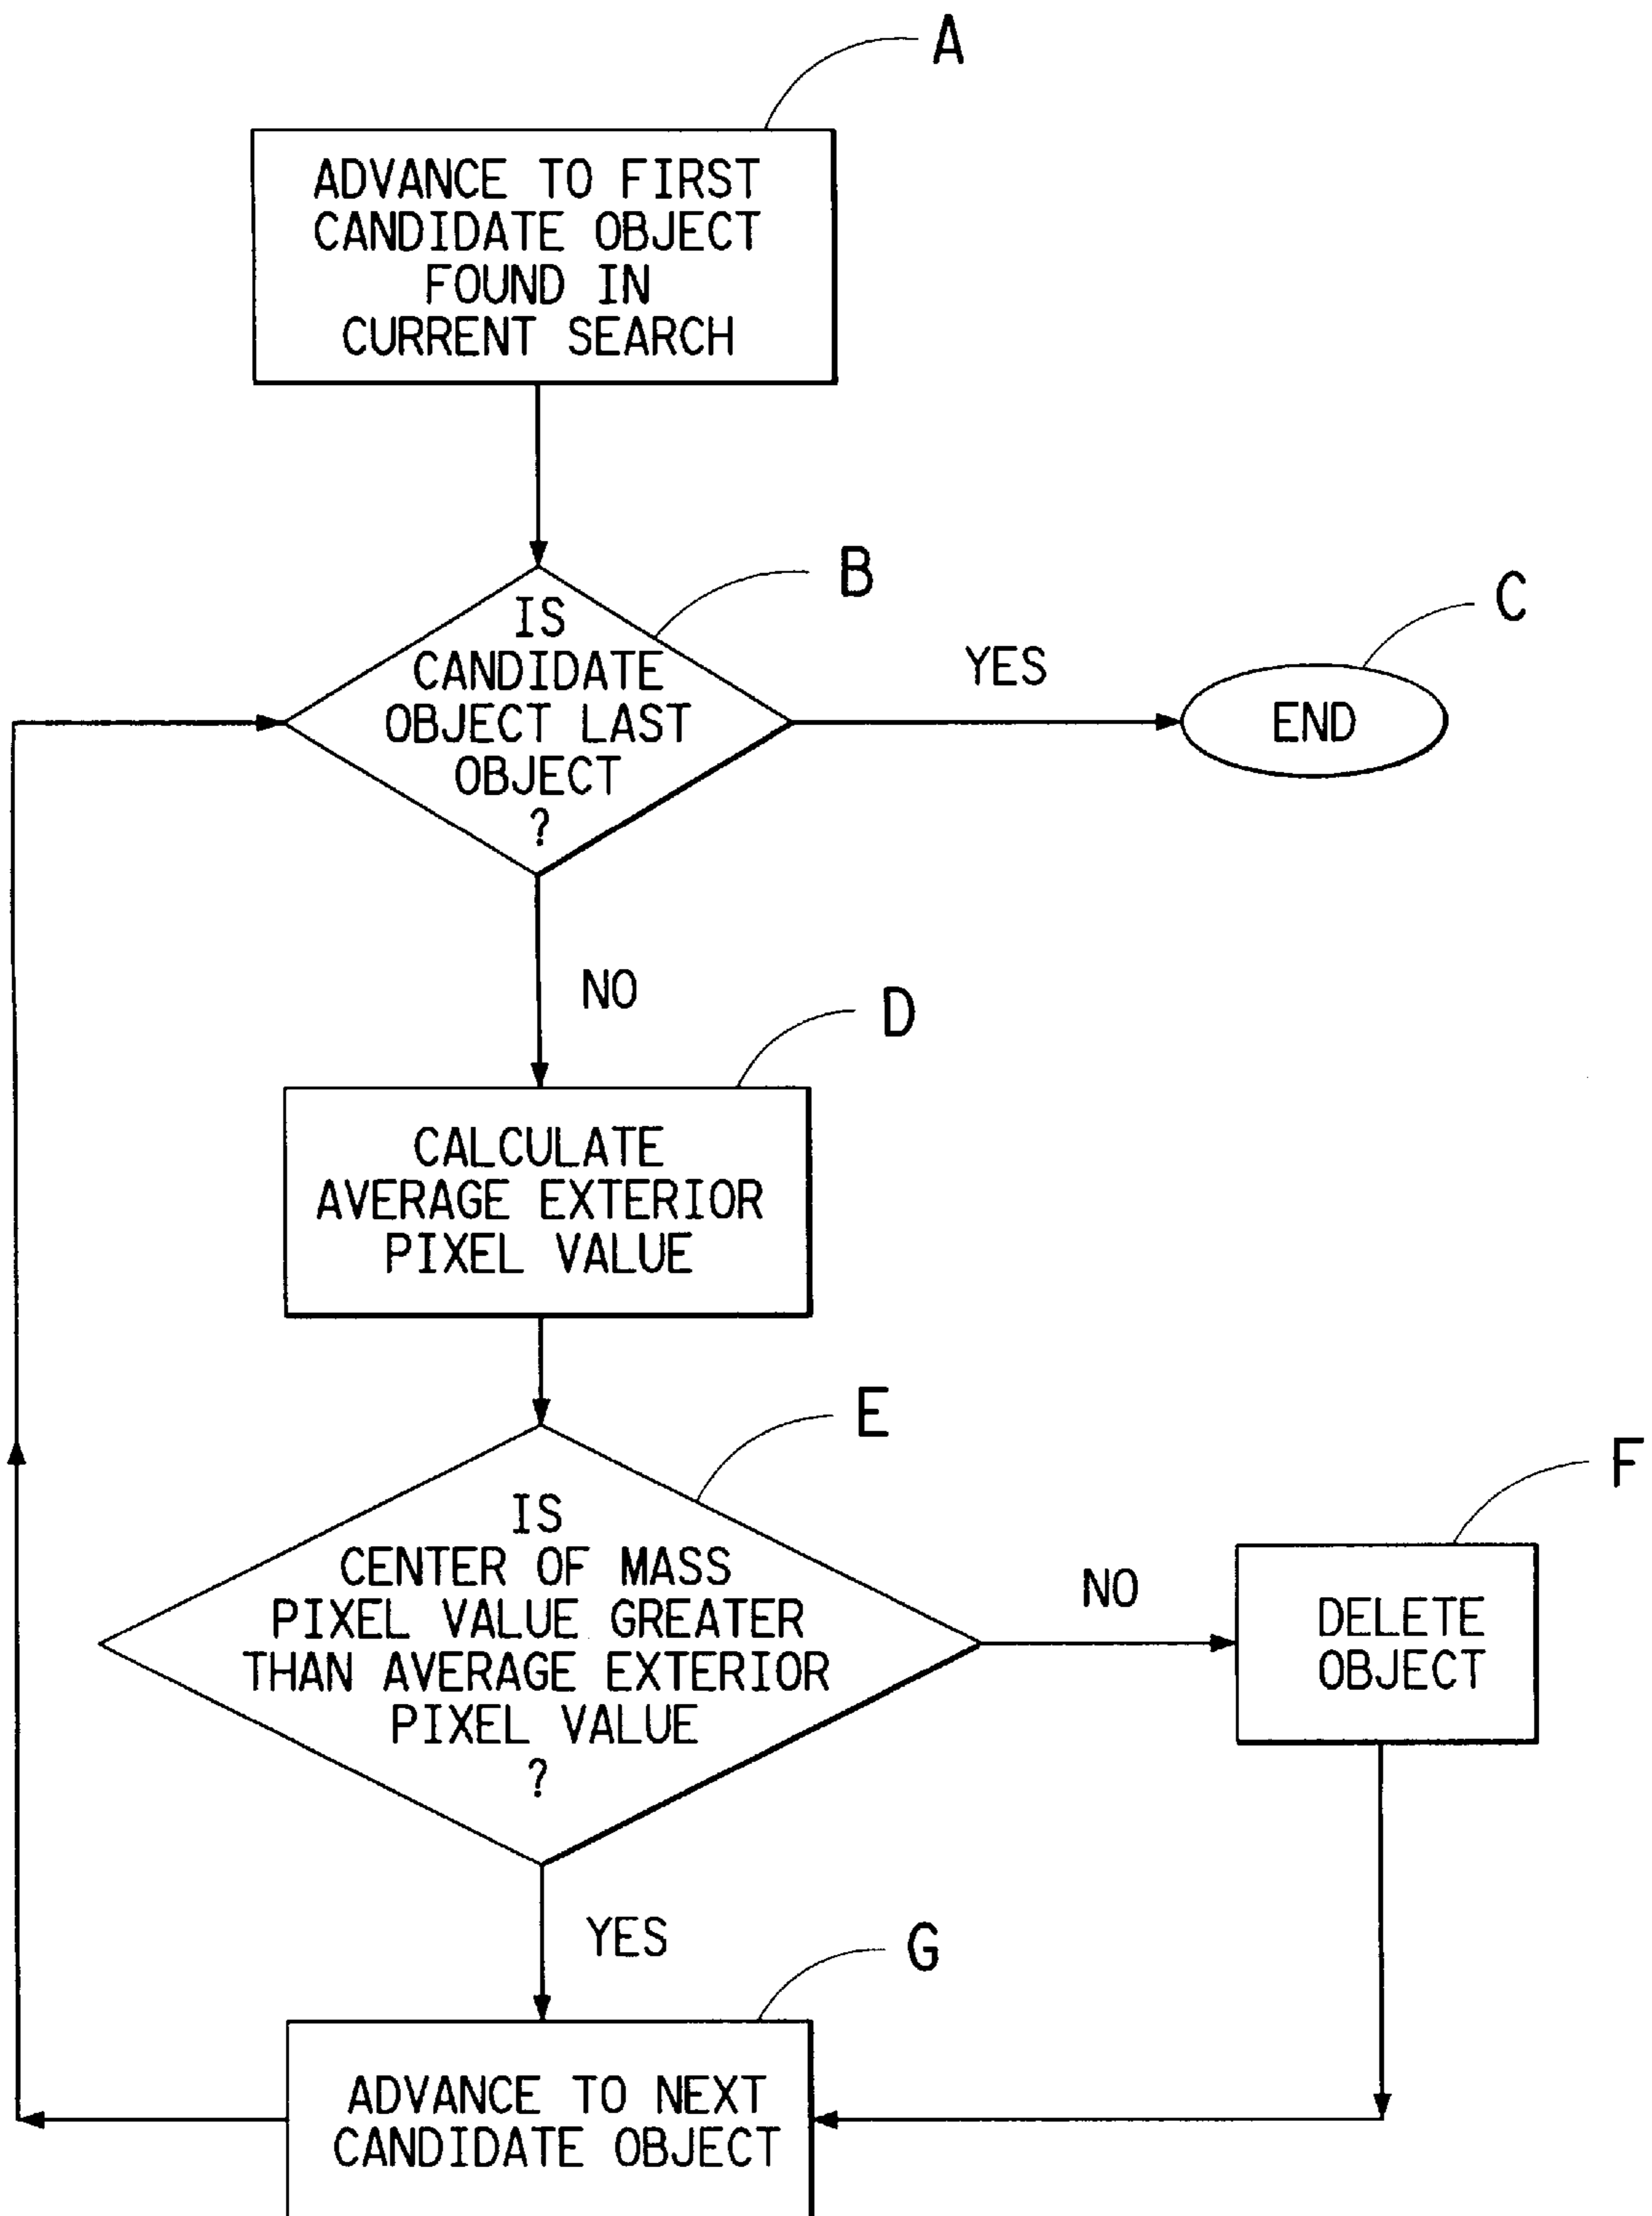 A
ADVANCE TO FIRST
CANDIDATE OBJECT
FOUND IN
CURRENT SEARCH
B
IS
CANDIDATE
OBJECT LAST
OBJECT
?
YES
C
END
NO
D
CALCULATE
AVERAGE EXTERIOR
PIXEL VALUE
E
IS
CENTER OF MASS
PIXEL VALUE GREATER
THAN AVERAGE EXTERIOR
PIXEL VALUE
?
NO
F
DELETE
OBJECT
YES
G
ADVANCE TO NEXT
CANDIDATE OBJECT